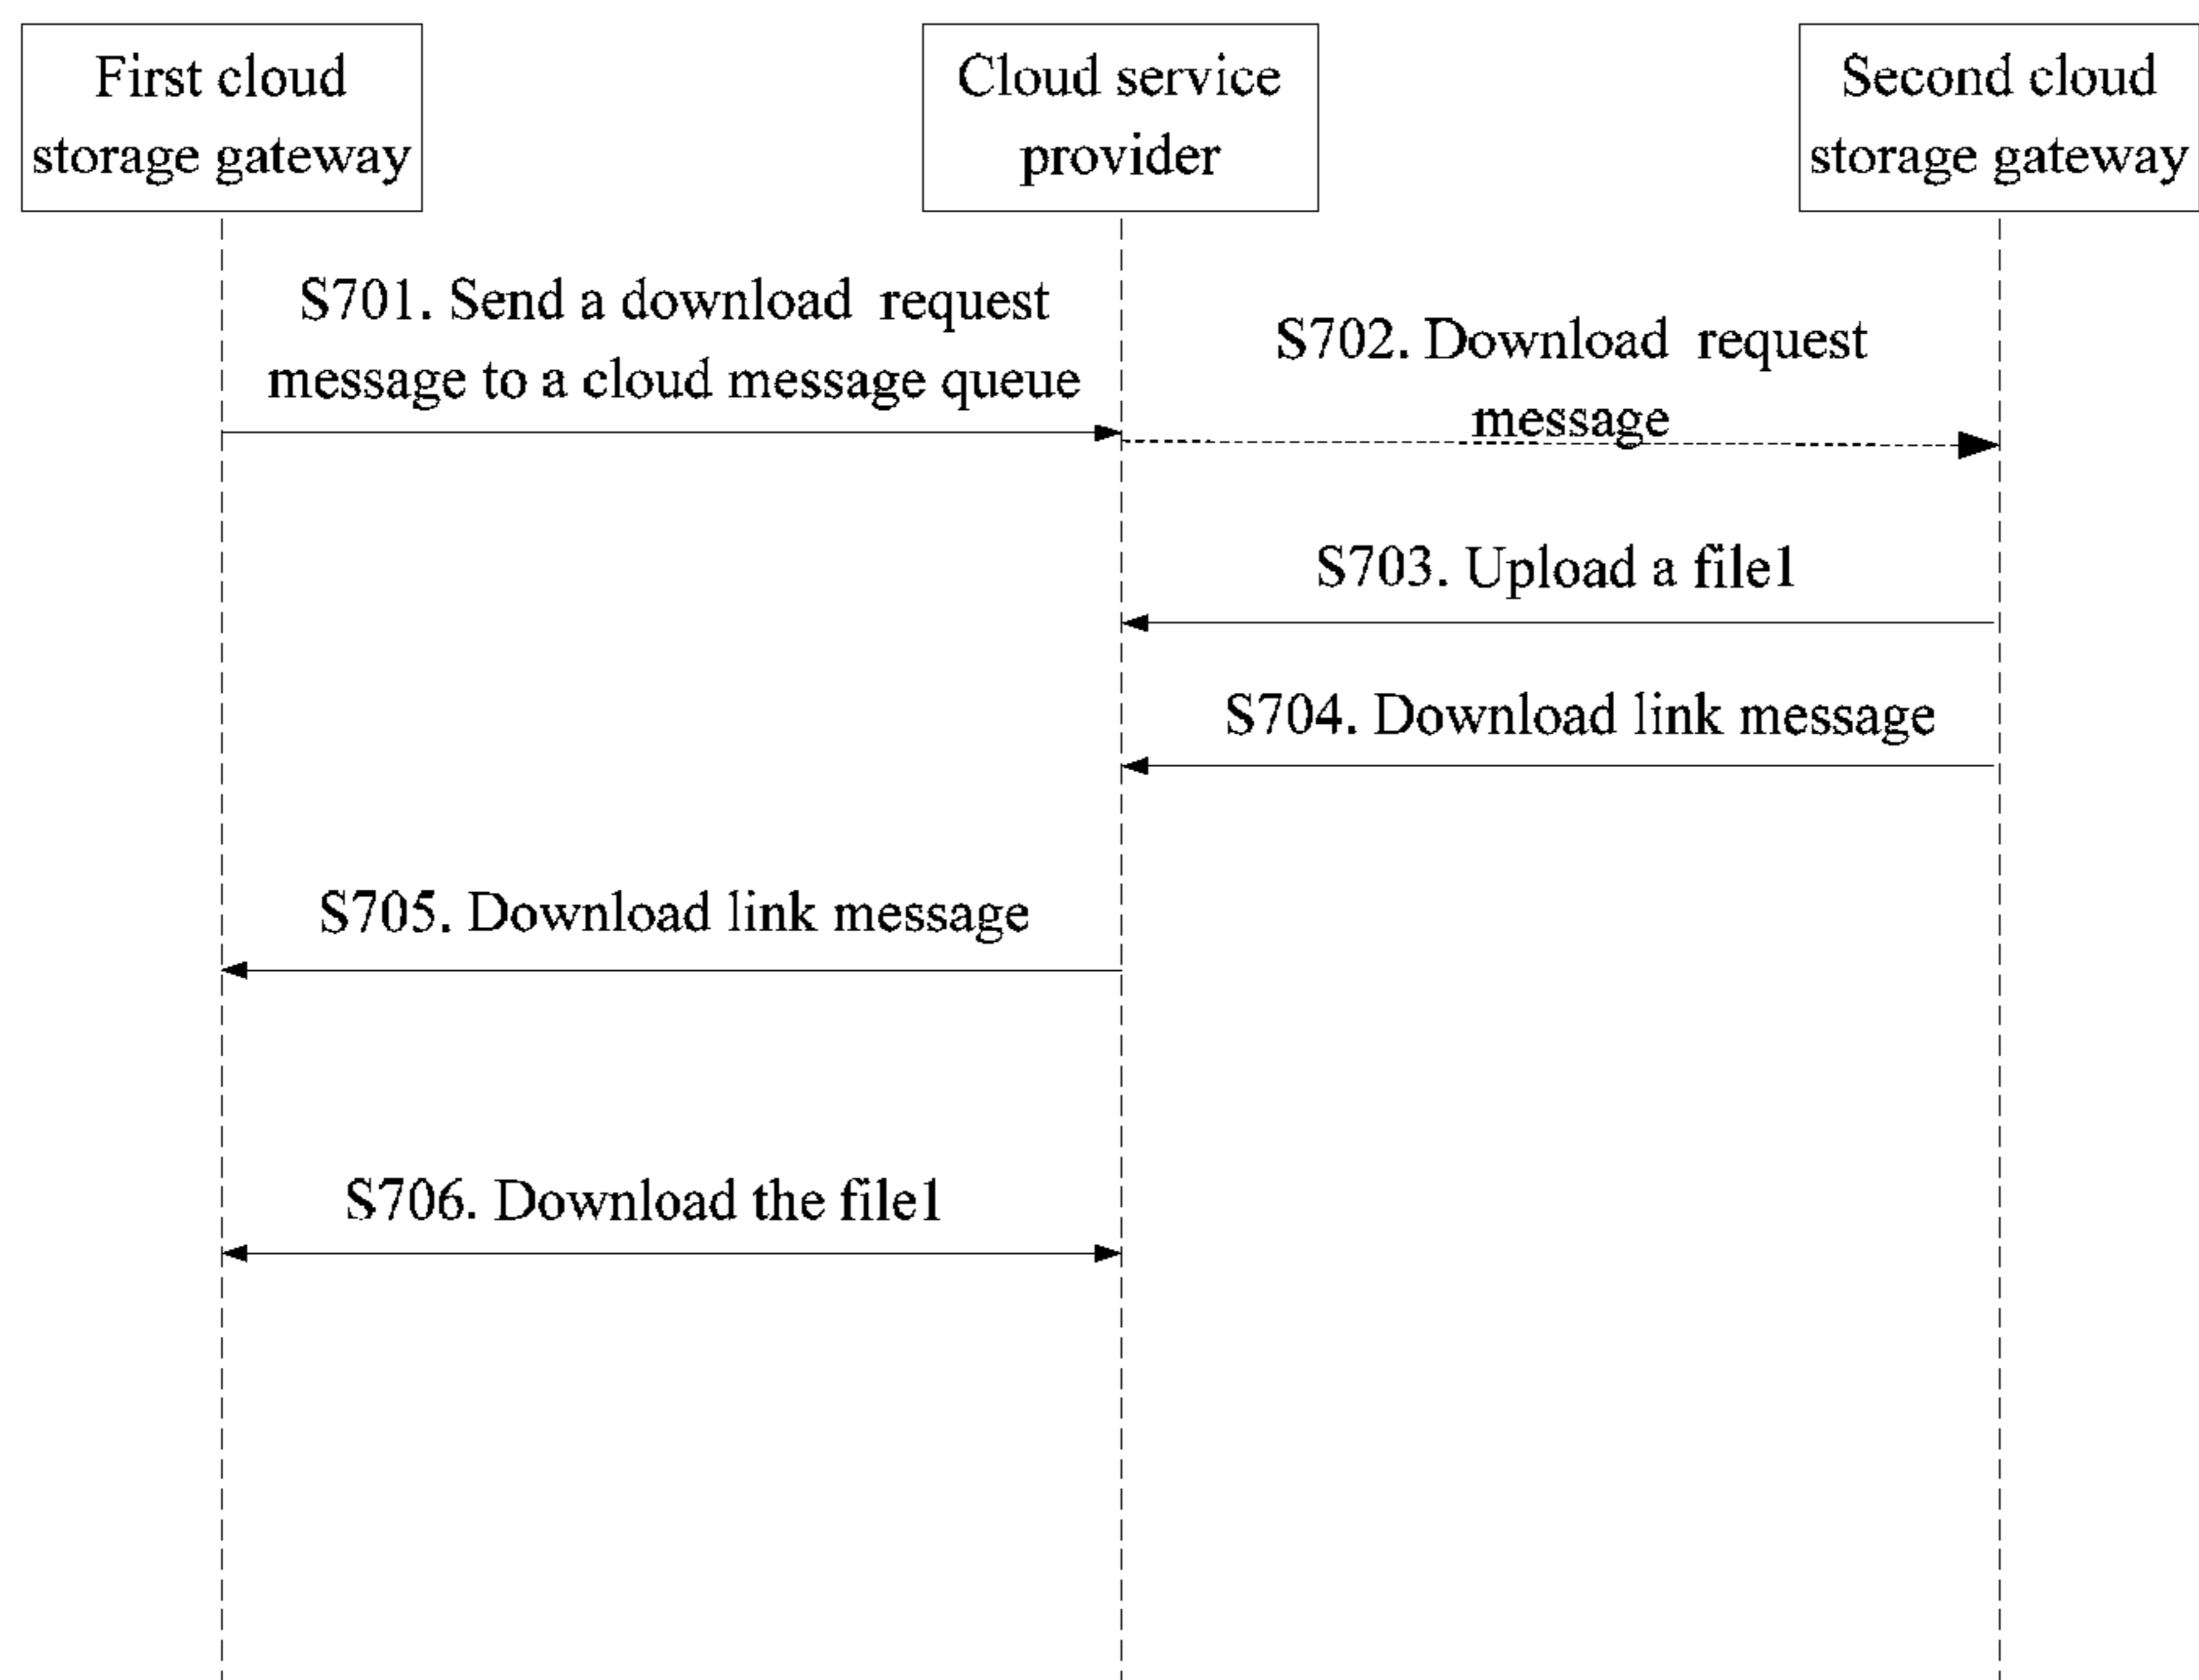 First cloud
storage gateway
Cloud service
provider
Second cloud
storage gateway
S701. Send a download request
message to a cloud message queue
S702. Download request
message
S703. Upload a file1
S704. Download link message
S705. Download link message
S706. Download the file1